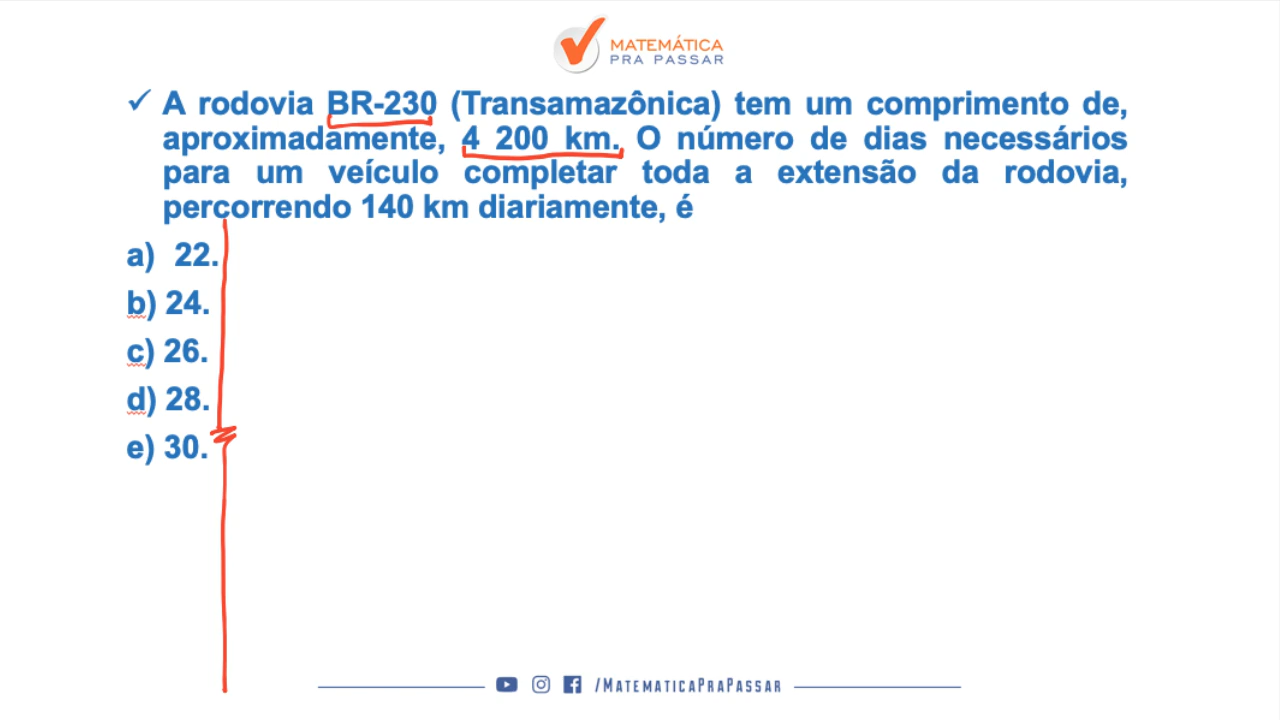 MATEMÁTICA
PRA PASSAR
✓ A rodovia BR-230 (Transamazônica) tem um comprimento de,
aproximadamente, 4 200 km. O número de dias necessários
para um veículo completar toda a extensão da rodovia,
percorrendo 140 km diariamente, é
a) 22.
b) 24.
c) 26.
d) 28.
e) 30.
/MATEMATICAPRAPASSAR